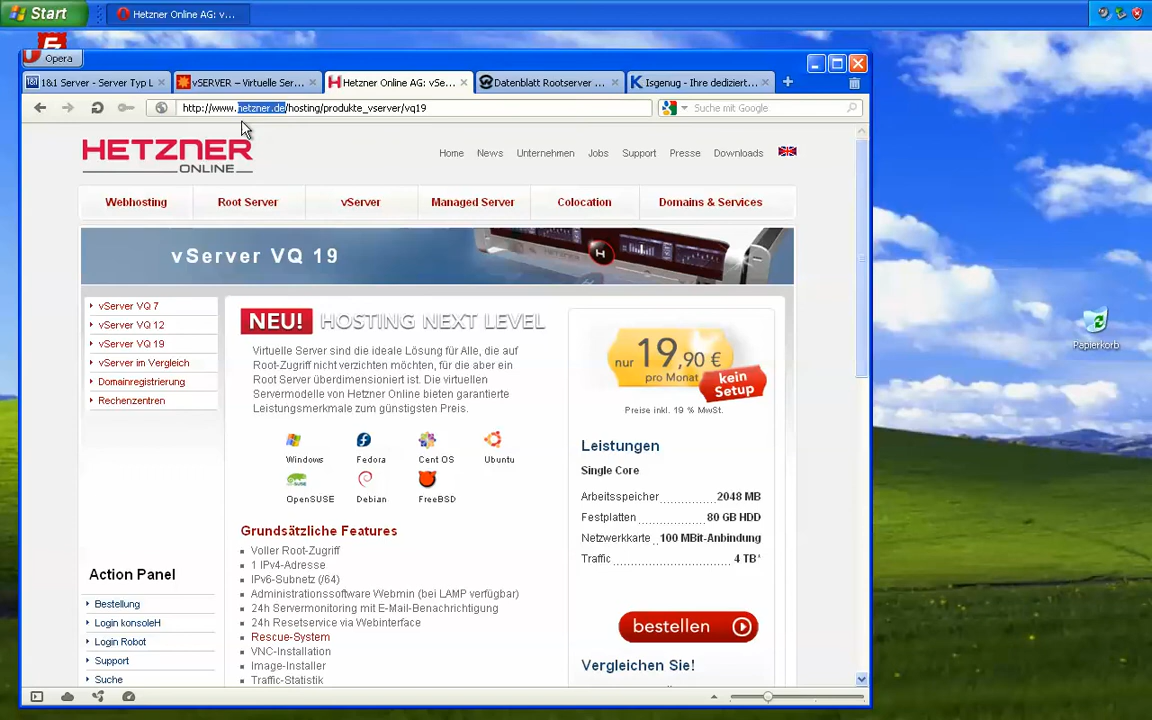 Start
Hetzner Online AG: v...
Opera
1&1 Server - Server Typ L
vSERVER – Virtuelle Ser...
Hetzner Online AG: vSe...
Datenblatt Rootserver ...
Isgenug - Ihre dediziert...
http://www.hetzner.de/hosting/produkte_vserver/vq19
Suche mit Google
HETZNER
ONLINE
Home
News
Unternehmen
Jobs
Support
Presse
Downloads
Webhosting
Root Server
vServer
Managed Server
Colocation
Domains & Services
vServer VQ 19
H
vServer VQ 7
vServer VQ 12
vServer VQ 19
vServer im Vergleich
Domainregistrierung
Rechenzentren
Action Panel
Bestellung
Login konsoleH
Login Robot
Support
Suche
NEU! HOSTING NEXT LEVEL
Virtuelle Server sind die ideale Lösung für Alle, die auf
Root-Zugriff nicht verzichten möchten, für die aber ein
Root Server überdimensioniert ist. Die virtuellen
Servermodelle von Hetzner Online bieten garantierte
Leistungsmerkmale zum günstigsten Preis.
Windows
Fedora
Cent OS
Ubuntu
OpenSUSE
Debian
FreeBSD
Grundsätzliche Features
Voller Root-Zugriff
1 IPv4-Adresse
IPv6-Subnetz (/64)
Administrationssoftware Webmin (bei LAMP verfügbar)
24h Servermonitoring mit E-Mail-Benachrichtigung
24h Resetservice via Webinterface
Rescue-System
VNC-Installation
Image-Installer
Traffic-Statistik
nur 19,90 €
pro Monat
kein
Setup
Preise inkl. 19 % MwSt.
Leistungen
Single Core
Arbeitsspeicher 2048 MB
Festplatten 80 GB HDD
Netzwerkkarte 100 MBit-Anbindung
Traffic 4 TB*
bestellen
Vergleichen Sie!
Papierkorb